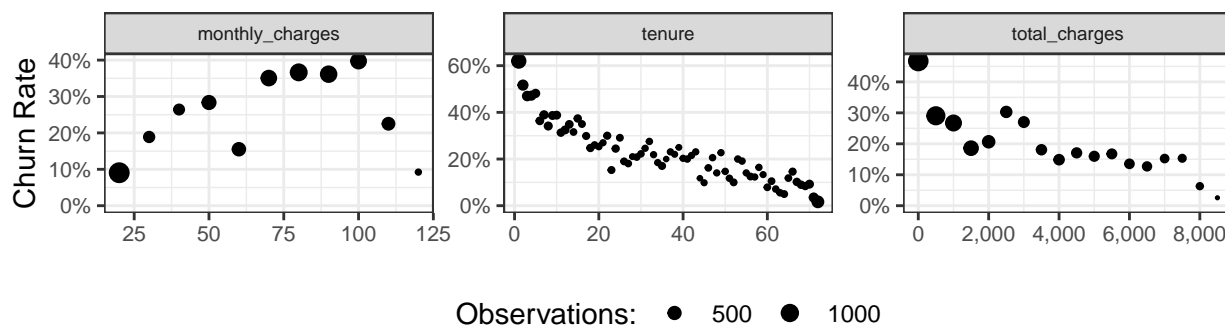 monthly_charges tenure total_charges
Churn Rate
40%
30%
20%
10%
0%
25 50 75 100 125
60%
40%
20%
0%
0 20 40 60
40%
30%
20%
10%
0%
0 2,000 4,000 6,000 8,000
Observations: 500 1000